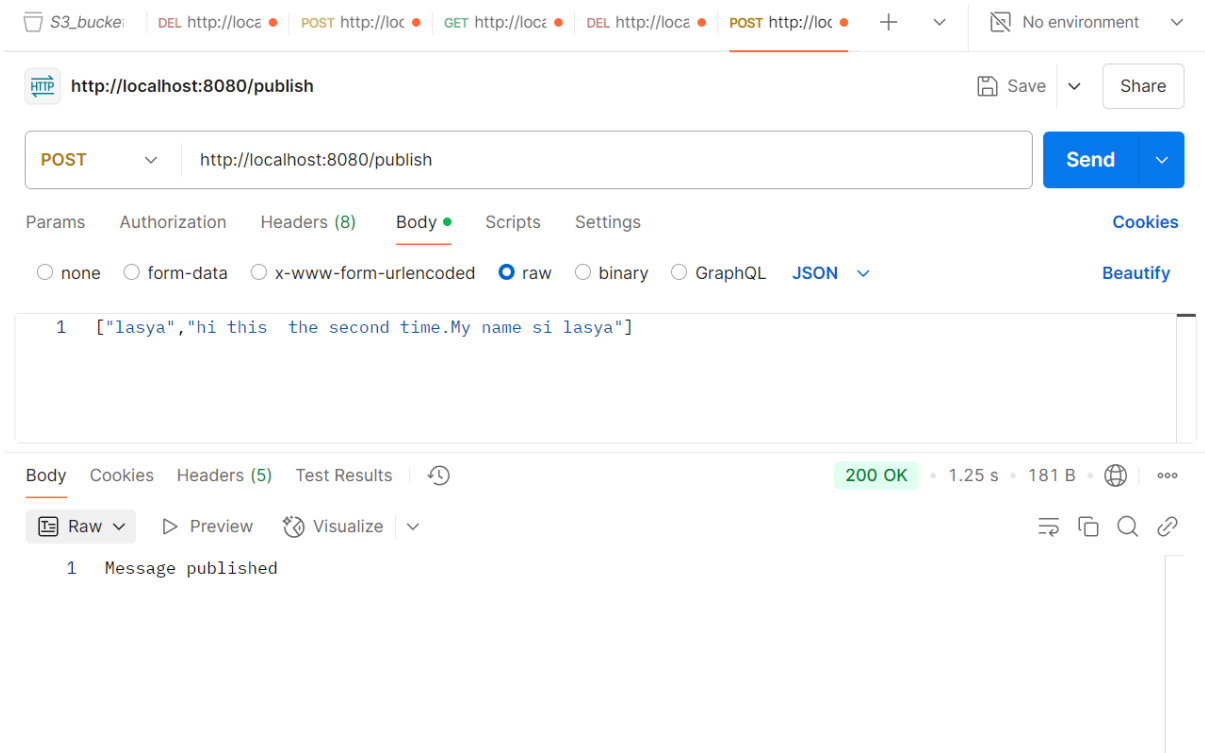 S3_bucke DEL http://loca POST http://loc GET http://loca DEL http://loca POST http://loc No environment
HTTP http://localhost:8080/publish Save Share
POST http://localhost:8080/publish Send
Params Authorization Headers (8) Body Scripts Settings Cookies
none form-data x-www-form-urlencoded raw binary GraphQL JSON Beautify
1 ["lasya","hi this  the second time.My name si lasya"]
Body Cookies Headers (5) Test Results 200 OK 1.25 s 181 B
Raw Preview Visualize
1 Message published